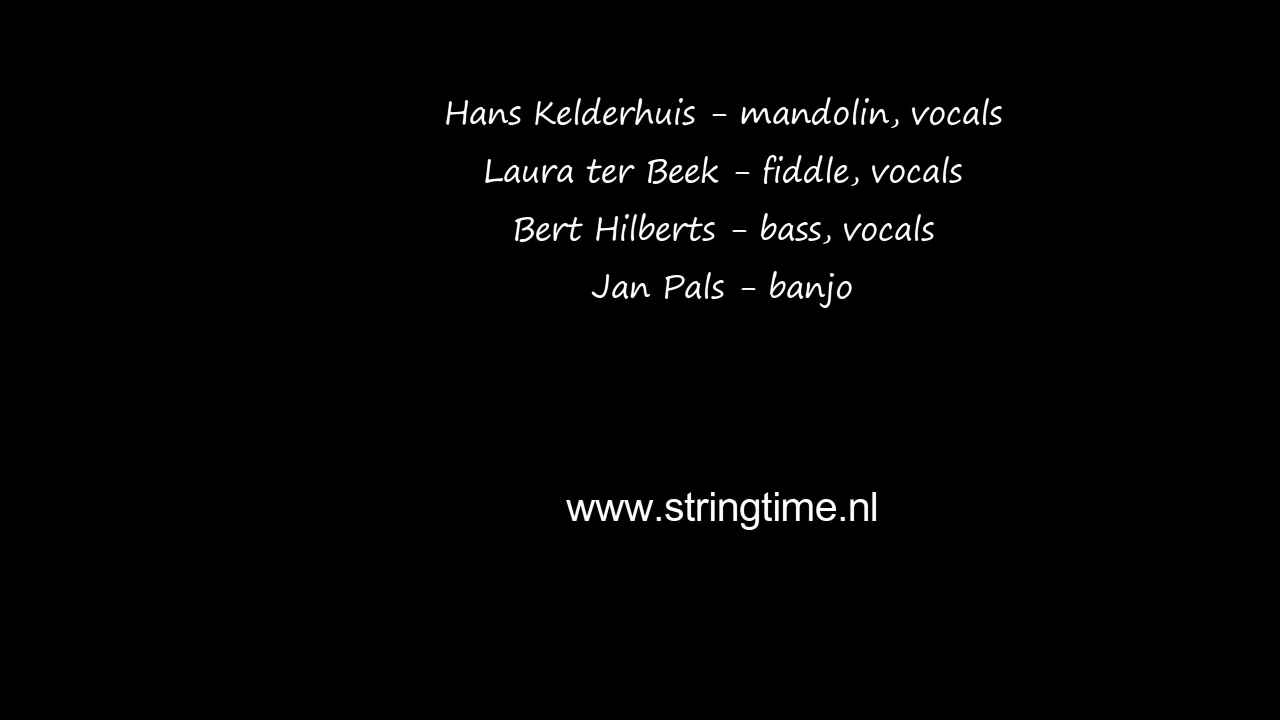 Hans Kelderhuis - mandolin, vocals
Laura ter Beek - fiddle, vocals
Bert Hilberts - bass, vocals
Jan Pals - banjo
www.stringtime.nl